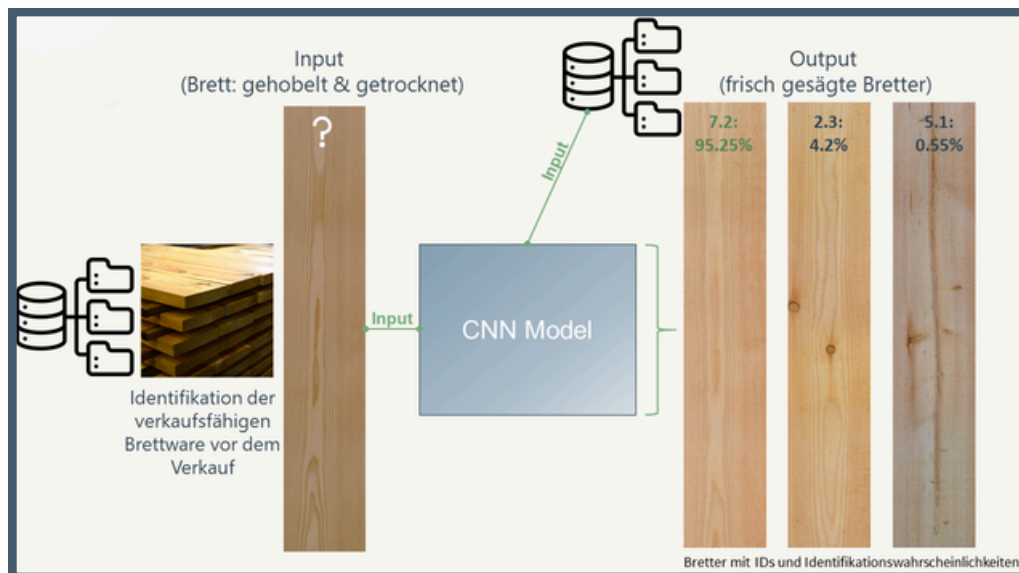 Input
(Brett: gehobelt & getrocknet)
?
Identifikation der
verkaufsfähigen
Brettware vor dem
Verkauf
Input
Input
CNN Model
Output
(frisch gesägte Bretter)
7.2:
95.25%
2.3:
4.2%
5.1:
0.55%
Bretter mit IDs und Identifikationswahrscheinlichkeiten